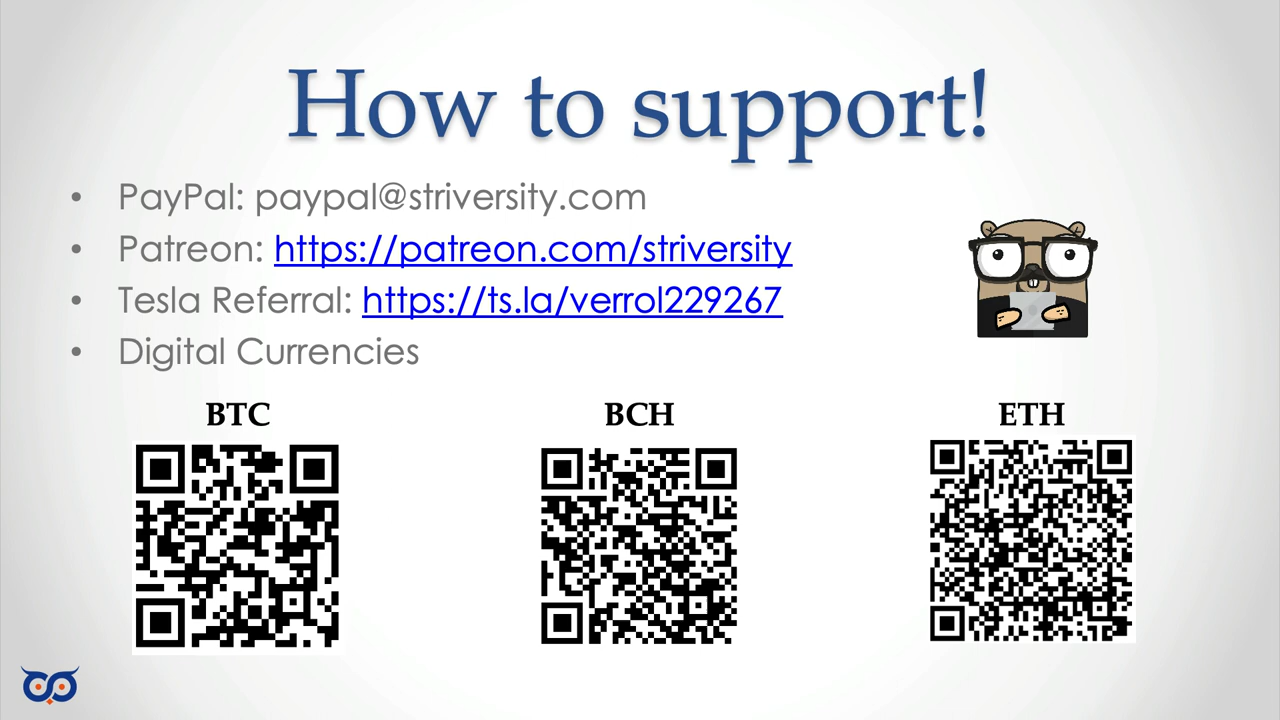 How to support!
• PayPal: paypal@striversity.com
• Patreon: https://patreon.com/striversity
• Tesla Referral: https://ts.la/verrol229267
• Digital Currencies
BTC BCH ETH